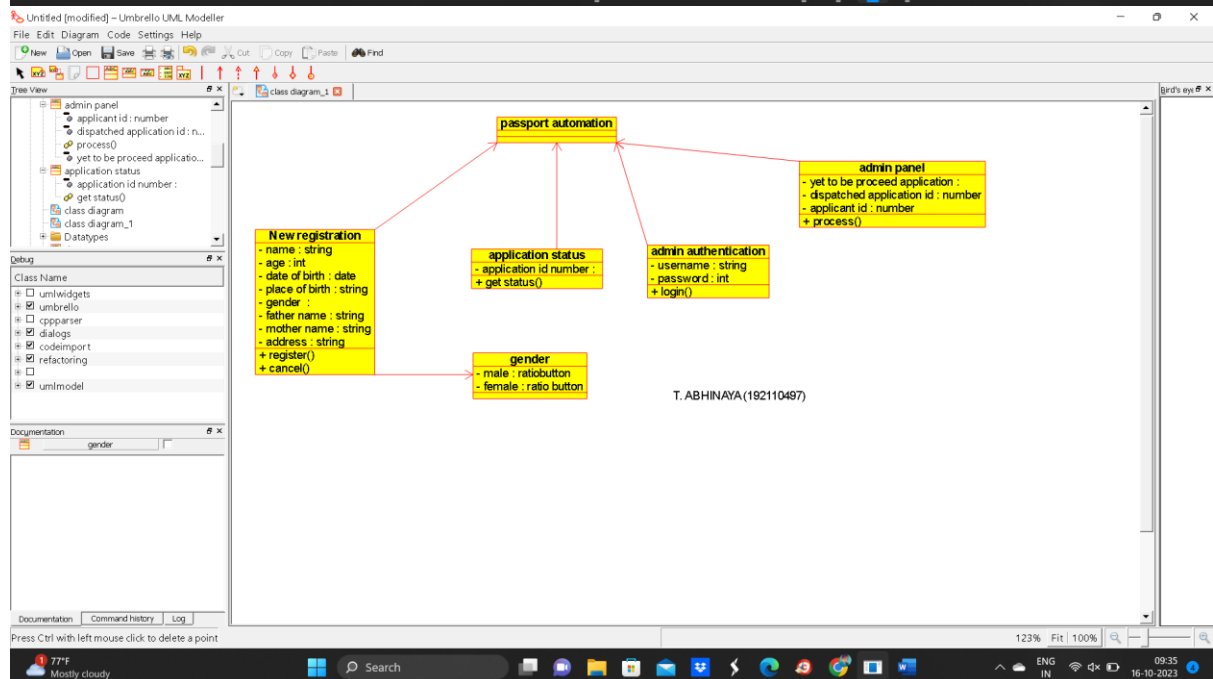 Untitled [modified] – Umbrello UML Modeller
File Edit Diagram Code Settings Help
New Open Save Cut Copy Paste Find
Tree View
class diagram_1
Bird's eye
admin panel
applicant id : number
dispatched application id : n...
process()
yet to be proceed applicatio...
application status
application id number :
get status()
class diagram
class diagram_1
Datatypes
Debug
Class Name
umlwidgets
umbrello
cppparser
dialogs
codeimport
refactoring
umlmodel
Documentation
gender
Documentation Command history Log
Press Ctrl with left mouse click to delete a point
passport automation
admin panel
- yet to be proceed application :
- dispatched application id : number
- applicant id : number
+ process()
New registration
- name : string
- age : int
- date of birth : date
- place of birth : string
- gender :
- father name : string
- mother name : string
- address : string
+ register()
+ cancel()
application status
- application id number :
+ get status()
admin authentication
- username : string
- password : int
+ login()
gender
- male : ratiobutton
- female : ratio button
T. ABHINAYA (192110497)
123% Fit 100%
1
77°F
Mostly cloudy
Search
ENG
IN
09:35
16-10-2023
4